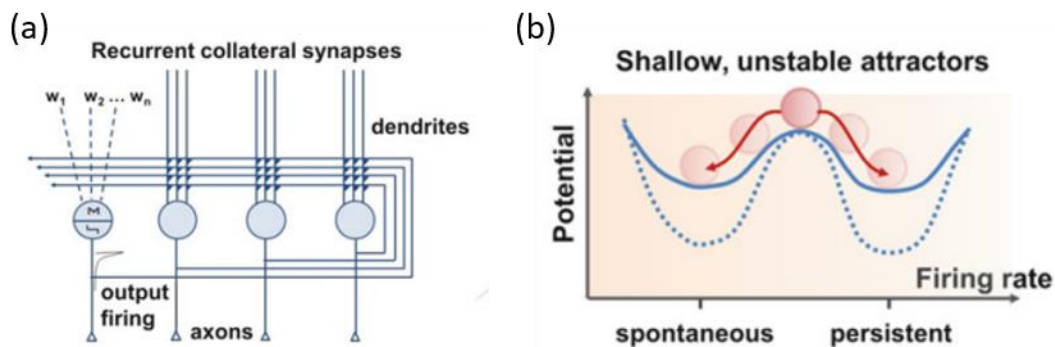 (a)
Recurrent collateral synapses
w1 w2 ... wn
dendrites
output
firing
axons
(b)
Shallow, unstable attractors
Potential
Firing rate
spontaneous
persistent